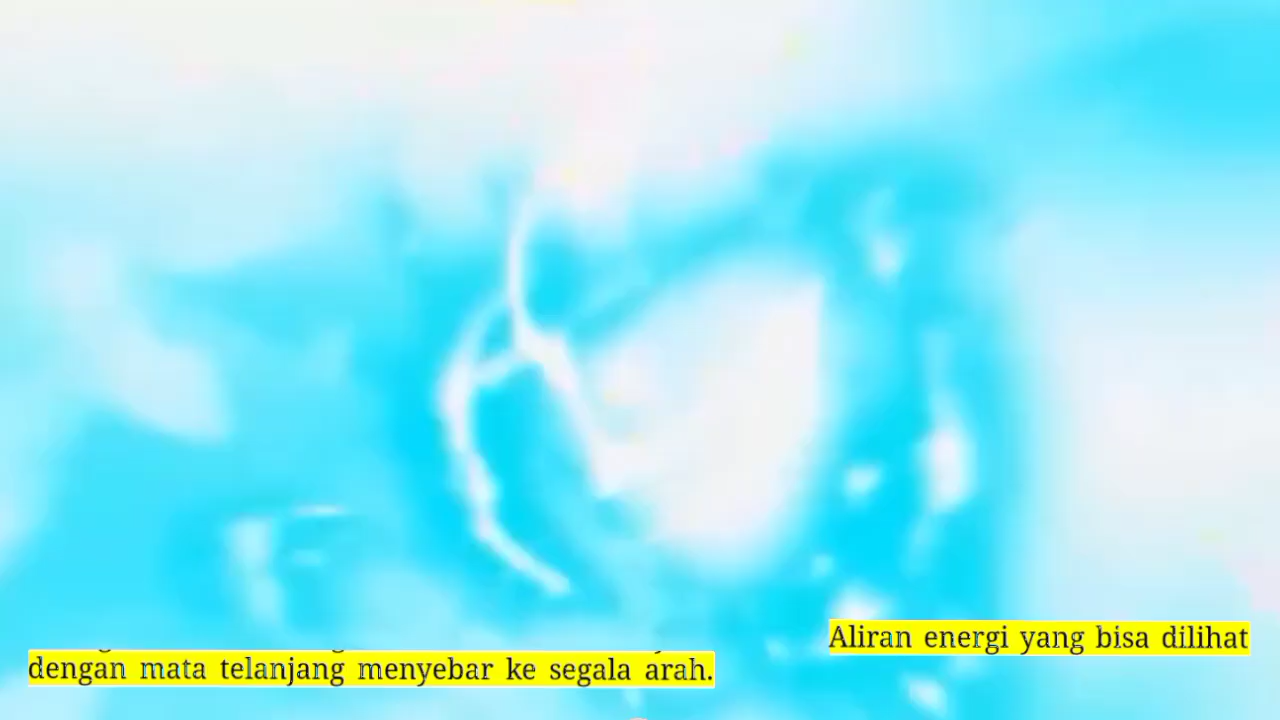 Aliran energi yang bisa dilihat
dengan mata telanjang menyebar ke segala arah.